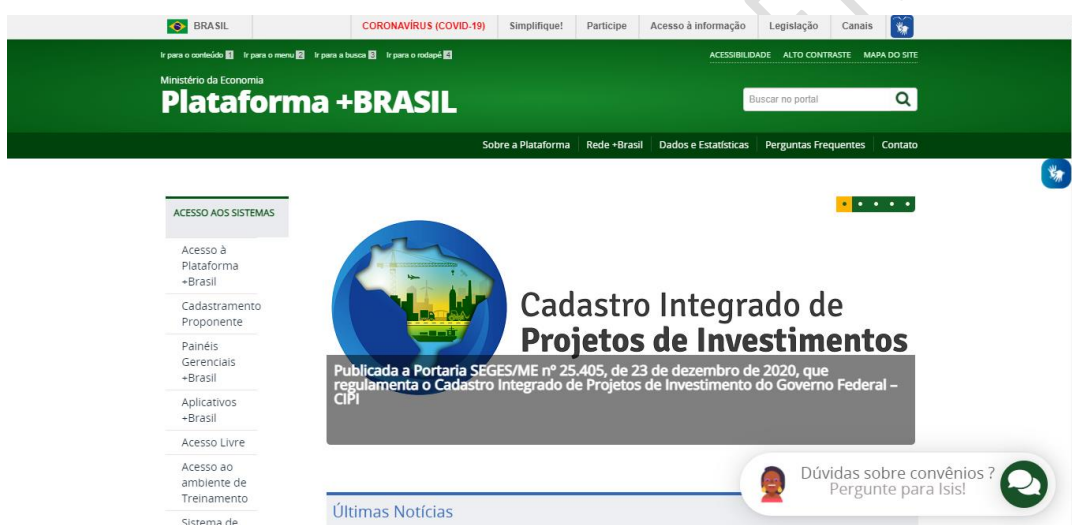 BRASIL CORONAVÍRUS (COVID-19) Simplifique! Participe Acesso à informação Legislação Canais
Ir para o conteúdo 1 Ir para o menu 2 Ir para a busca 3 Ir para o rodapé 4 ACESSIBILIDADE ALTO CONTRASTE MAPA DO SITE
Ministério da Economia
Plataforma +BRASIL
Buscar no portal
Sobre a Plataforma Rede +Brasil Dados e Estatísticas Perguntas Frequentes Contato
ACESSO AOS SISTEMAS
Acesso à
Plataforma
+Brasil
Cadastramento
Proponente
Painéis
Gerenciais
+Brasil
Aplicativos
+Brasil
Acesso Livre
Acesso ao
ambiente de
Treinamento
Sistema de
Cadastro Integrado de
Projetos de Investimentos
Publicada a Portaria SEGES/ME nº 25.405, de 23 de dezembro de 2020, que
regulamenta o Cadastro Integrado de Projetos de Investimento do Governo Federal –
CIPI
Últimas Notícias
Dúvidas sobre convênios ?
Pergunte para Isis!